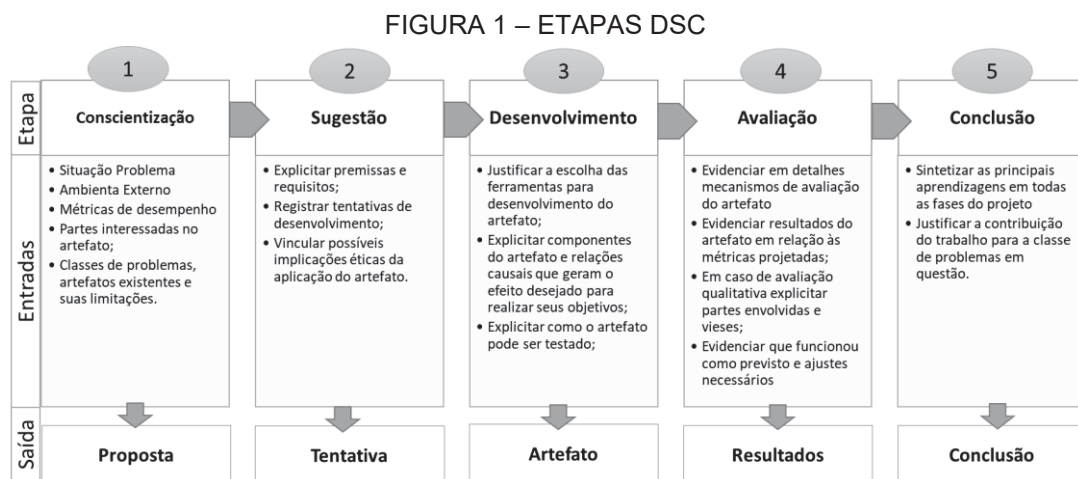 FIGURA 1 – ETAPAS DSC
1
2
3
4
5
Etapa
Conscientização
Sugestão
Desenvolvimento
Avaliação
Conclusão
Entradas
• Situação Problema
• Ambienta Externo
• Métricas de desempenho
• Partes interessadas no
artefato;
• Classes de problemas,
artefatos existentes e
suas limitações.
• Explicitar premissas e
requisitos;
• Registrar tentativas de
desenvolvimento;
• Vincular possíveis
implicações éticas da
aplicação do artefato.
• Justificar a escolha das
ferramentas para
desenvolvimento do
artefato;
• Explicitar componentes
do artefato e relações
causais que geram o
efeito desejado para
realizar seus objetivos;
• Explicitar como o artefato
pode ser testado;
• Evidenciar em detalhes
mecanismos de avaliação
do artefato
• Evidenciar resultados do
artefato em relação às
métricas projetadas;
• Em caso de avaliação
qualitativa explicitar
partes envolvidas e
vieses;
• Evidenciar que funcionou
como previsto e ajustes
necessários
• Sintetizar as principais
aprendizagens em todas
as fases do projeto
• Justificar a contribuição
do trabalho para a classe
de problemas em
questão.
Saída
Proposta
Tentativa
Artefato
Resultados
Conclusão